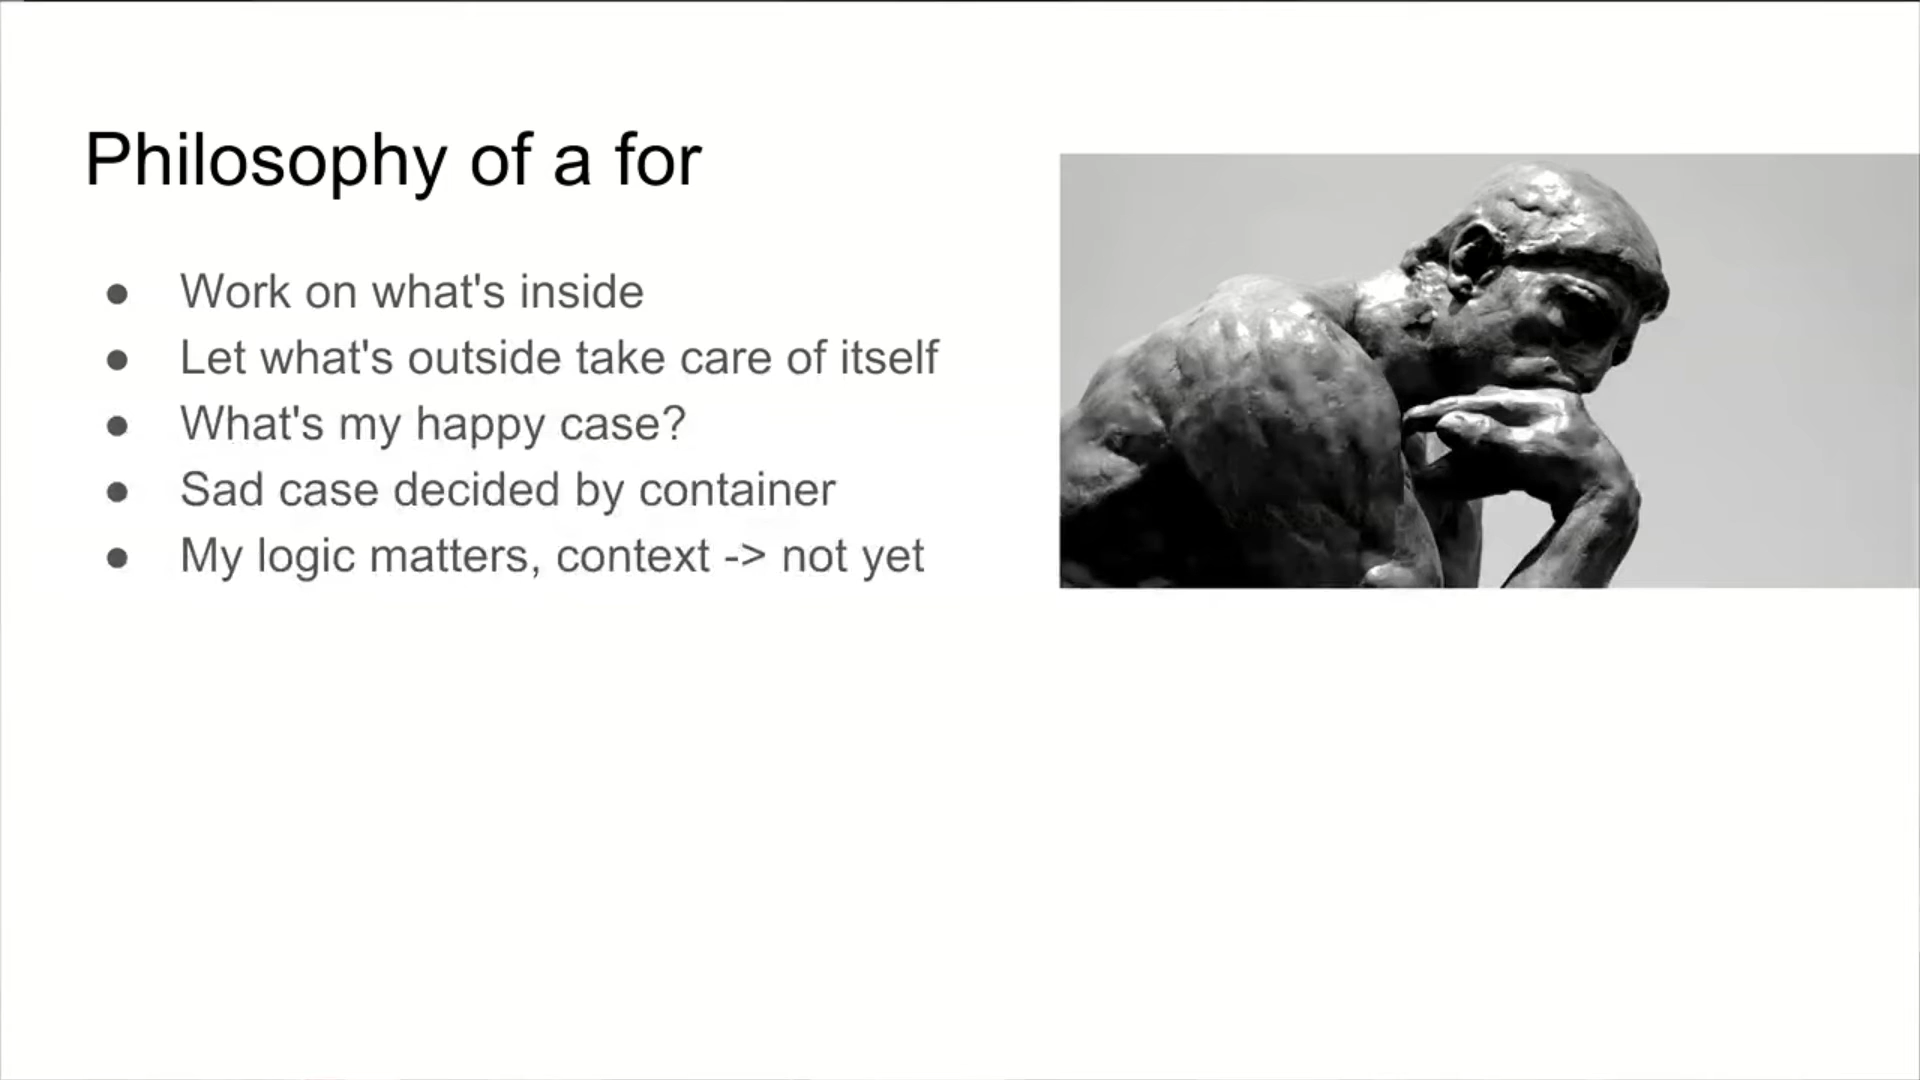 Philosophy of a for
● Work on what's inside
● Let what's outside take care of itself
● What's my happy case?
● Sad case decided by container
● My logic matters, context -> not yet